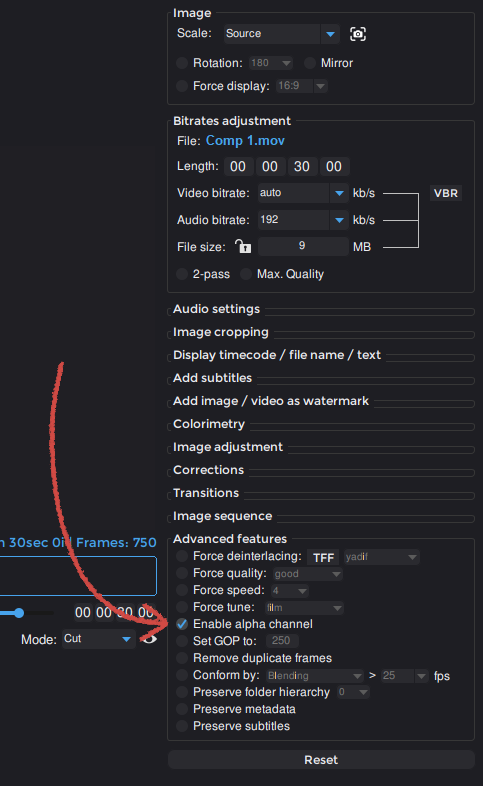 Image
Scale: Source
Rotation: 180 Mirror
Force display: 16:9
Bitrates adjustment
File: Comp 1.mov
Length: 00 00 30 00
Video bitrate: auto kb/s VBR
Audio bitrate: 192 kb/s
File size: 9 MB
2-pass Max. Quality
Audio settings
Image cropping
Display timecode / file name / text
Add subtitles
Add image / video as watermark
Colorimetry
Image adjustment
Corrections
Transitions
Image sequence
Advanced features
30sec 0i Frames: 750
Force deinterlacing: TFF yadif
Force quality: good
Force speed: 4
Force tune: film
00 00 30 00
Enable alpha channel
Mode: Cut
Set GOP to: 250
Remove duplicate frames
Conform by: Blending > 25 fps
Preserve folder hierarchy 0
Preserve metadata
Preserve subtitles
Reset